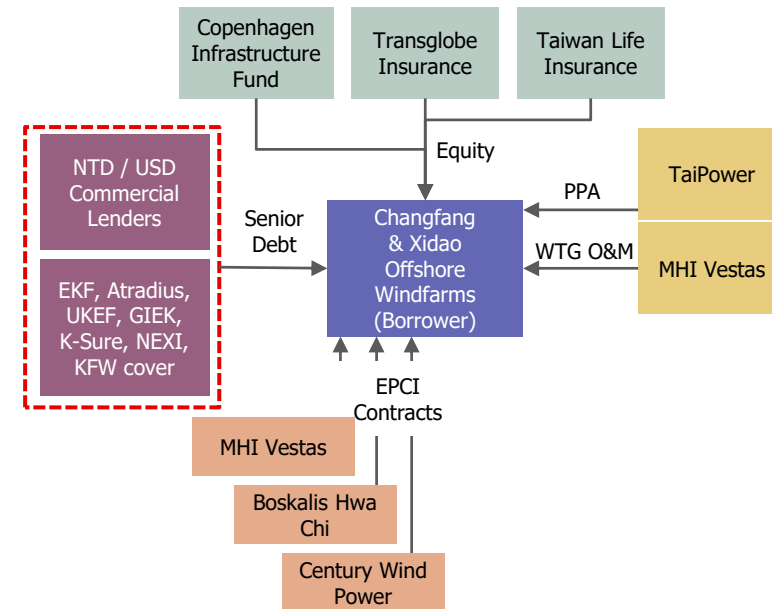 Copenhagen
Infrastructure
Fund
Transglobe
Insurance
Taiwan Life
Insurance
Equity
NTD / USD
Commercial
Lenders
EKF, Atradius,
UKEF, GIEK,
K-Sure, NEXI,
KFW cover
Senior
Debt
Changfang
& Xidao
Offshore
Windfarms
(Borrower)
PPA
TaiPower
WTG O&M
MHI Vestas
EPCI
Contracts
MHI Vestas
Boskalis Hwa
Chi
Century Wind
Power